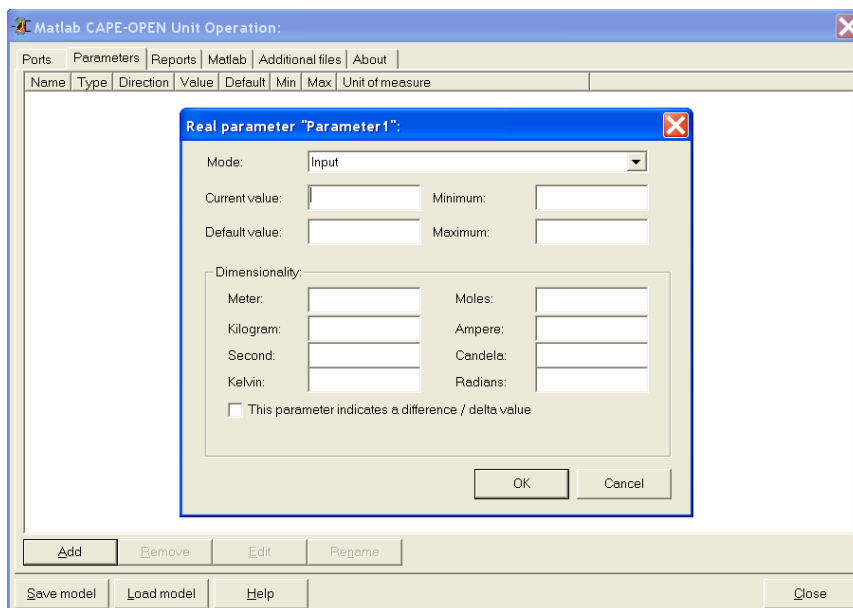 Matlab CAPE-OPEN Unit Operation:
Ports Parameters Reports Matlab Additional files About
Name Type Direction Value Default Min Max Unit of measure
Real parameter "Parameter1":
Mode: Input
Current value: Minimum:
Default value: Maximum:
Dimensionality:
Meter: Moles:
Kilogram: Ampere:
Second: Candela:
Kelvin: Radians:
This parameter indicates a difference / delta value
OK Cancel
Add Remove Edit Rename
Save model Load model Help Close